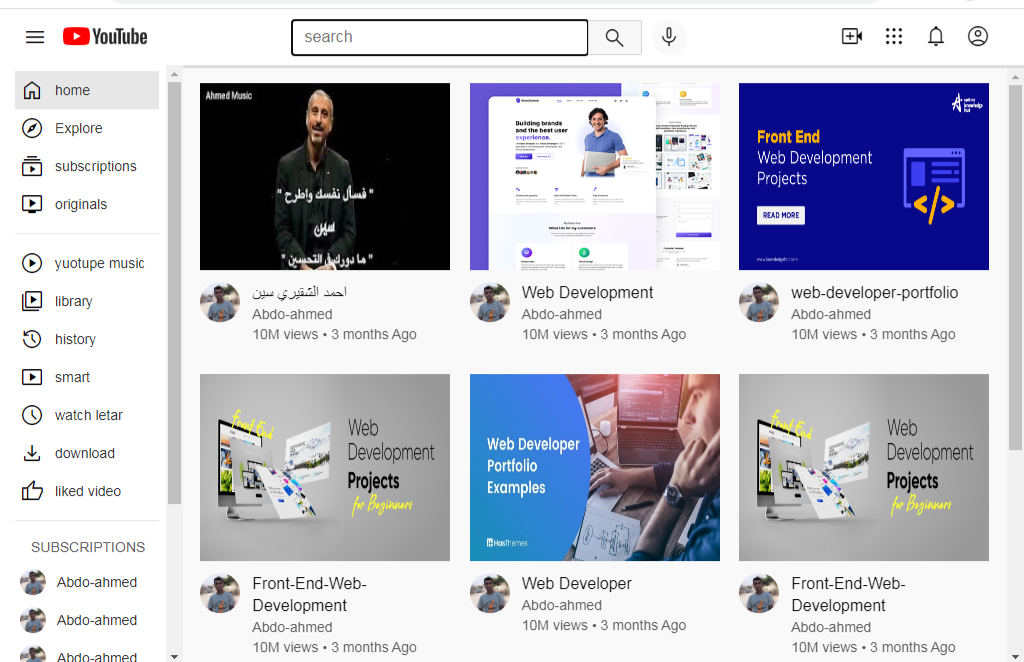 YouTube
search
home
Explore
subscriptions
originals
yuotupe music
library
history
smart
watch letar
download
liked video
SUBSCRIPTIONS
Abdo-ahmed
Abdo-ahmed
Abdo-ahmed
Ahmed Music
" فسأل نفسك واطرح "
سين
" ما دورك في التحسين "
احمد الشقيري سين
Abdo-ahmed
10M views • 3 months Ago
Building brands
and the best user
experience.
What I do for my customers
Web Development
Abdo-ahmed
10M views • 3 months Ago
Front End
Web Development
Projects
READ MORE
web-developer-portfolio
Abdo-ahmed
10M views • 3 months Ago
Front End
Web
Development
Projects
for Beginners
Front-End-Web-
Development
Abdo-ahmed
10M views • 3 months Ago
Web Developer
Portfolio
Examples
HasThemes
Web Developer
Abdo-ahmed
10M views • 3 months Ago
Front End
Web
Development
Projects
for Beginners
Front-End-Web-
Development
Abdo-ahmed
10M views • 3 months Ago